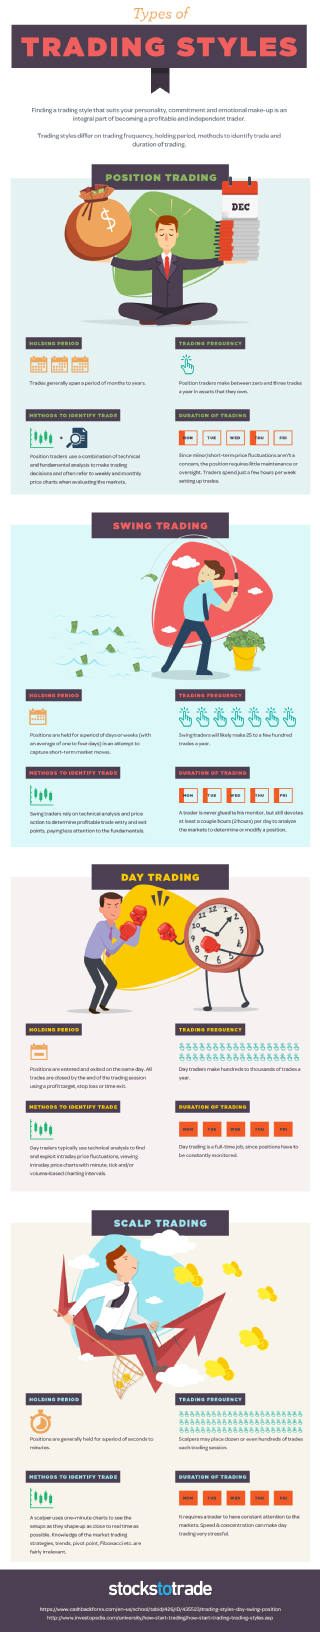 Types of
TRADING STYLES
Finding a trading style that suits your personality, commitment and emotional make-up is an
integral part of becoming a profitable and independent trader.
Trading styles differ on trading frequency, holding period, methods to identify trade and
duration of trading.
POSITION TRADING
$
DEC
HOLDING PERIOD
Trades generally span a period of months to years.
TRADING FREQUENCY
Position traders make between zero and three trades
a year in assets that they own.
METHODS TO IDENTIFY TRADE
Position traders use a combination of technical
and fundamental analysis to make trading
decisions and often refer to weekly and monthly
price charts when evaluating the markets.
DURATION OF TRADING
MON TUE WED THU FRI
Since minor/short-term price fluctuations aren't a
concern, the position requires little maintenance or
oversight. Traders spend just a few hours per week
setting up trades.
SWING TRADING
HOLDING PERIOD
Positions are held for a period of days or weeks (with
an average of one to four days) in an attempt to
capture short-term market moves.
TRADING FREQUENCY
Swing traders will likely make 25 to a few hundred
trades a year.
METHODS TO IDENTIFY TRADE
Swing traders rely on technical analysis and price
action to determine profitable trade entry and exit
points, paying less attention to the fundamentals.
DURATION OF TRADING
MON TUE WED THU FRI
A trader is never glued to his monitor, but still devotes
at least a couple hours (2 hours) per day to analyze
the markets to determine or modify a position.
DAY TRADING
11 12 1 2 3 4 5 6 7 8 10
HOLDING PERIOD
Positions are entered and exited on the same day. All
trades are closed by the end of the trading session
using a profit target, stop loss or time exit.
TRADING FREQUENCY
Day traders make hundreds to thousands of trades a
year.
METHODS TO IDENTIFY TRADE
Day traders typically use technical analysis to find
and exploit intraday price fluctuations, viewing
intraday price charts with minute, tick and/or
volume-based charting intervals.
DURATION OF TRADING
MON TUE WED THU FRI
Day trading is a full-time job, since positions have to
be constantly monitored.
SCALP TRADING
HOLDING PERIOD
Positions are generally held for a period of seconds to
minutes.
TRADING FREQUENCY
Scalpers may place dozen or even hundreds of trades
each trading session.
METHODS TO IDENTIFY TRADE
A scalper uses one-minute charts to see the
setups as they shape up as close to real time as
possible. Knowledge of the market trading
strategies, trends, pivot point, Fibonacci etc. are
fairly irrelevant.
DURATION OF TRADING
MON TUE WED THU FRI
It requires a trader to have constant attention to the
markets. Speed & concentration can make day
trading very stressful.
stockstotrade
http://www.investopedia.com/university/how-start-trading/how-start-trading-trading-styles.asp